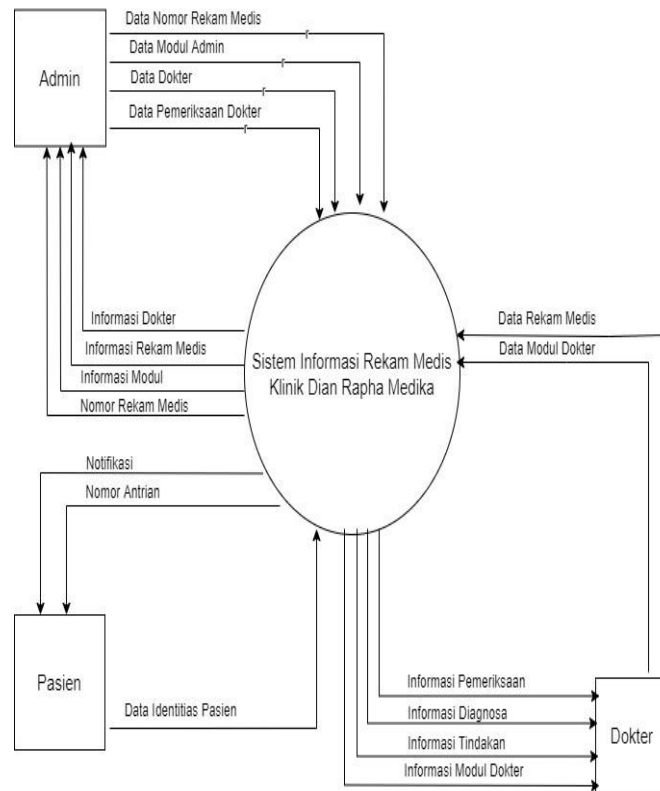 Data Nomor Rekam Medis
Data Modul Admin
Data Dokter
Data Pemeriksaan Dokter
Admin
Informasi Dokter
Informasi Rekam Medis
Informasi Modul
Nomor Rekam Medis
Sistem Informasi Rekam Medis
Klinik Dian Rapha Medika
Data Rekam Medis
Data Modul Dokter
Notifikasi
Nomor Antrian
Pasien
Data Identitias Pasien
Informasi Pemeriksaan
Informasi Diagnosa
Informasi Tindakan
Informasi Modul Dokter
Dokter